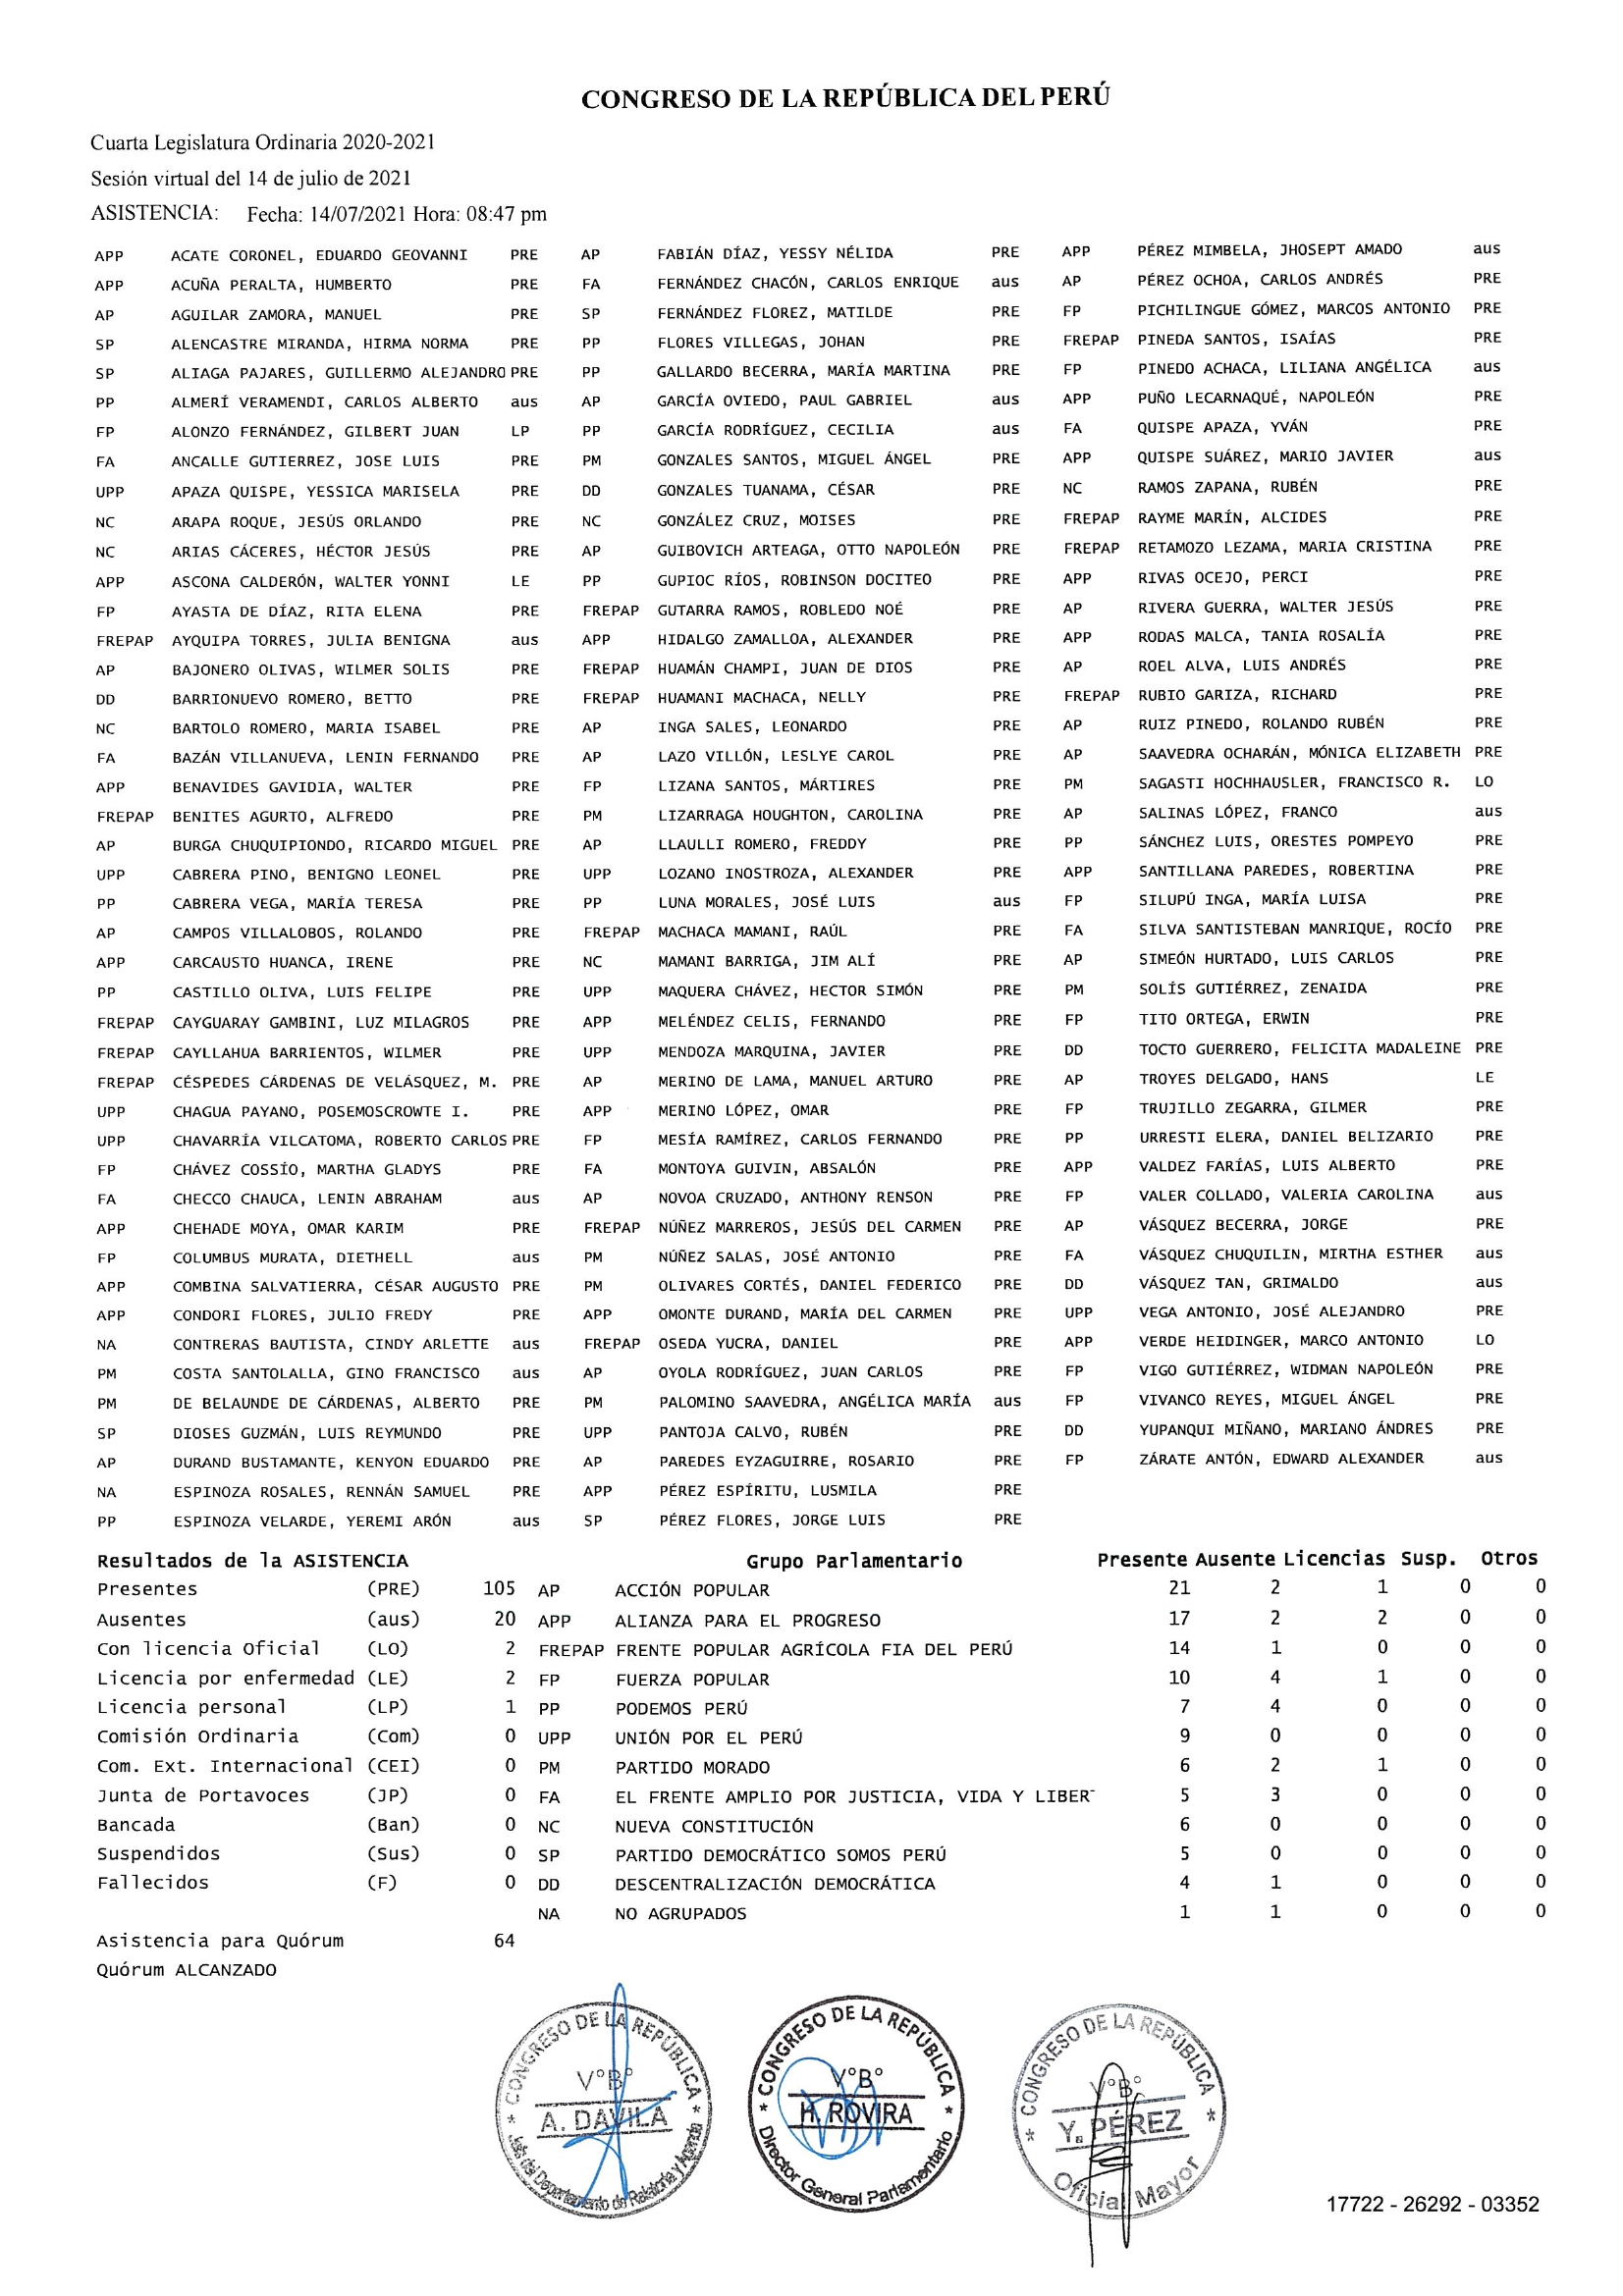 CONGRESO DE LA REPÚBLICA DEL PERÚ
Cuarta Legislatura Ordinaria 2020-2021
Sesión virtual del 14 de julio de 2021
ASISTENCIA: Fecha: 14/07/2021 Hora: 08:47 pm
APP ACATE CORONEL, EDUARDO GEOVANNI PRE AP FABIÁN DÍAZ, YESSY NÉLIDA PRE APP PÉREZ MIMBELA, JHOSEPT AMADO aus
APP ACUÑA PERALTA, HUMBERTO PRE FA FERNÁNDEZ CHACÓN, CARLOS ENRIQUE aus AP PÉREZ OCHOA, CARLOS ANDRÉS PRE
AP AGUILAR ZAMORA, MANUEL PRE SP FERNÁNDEZ FLOREZ, MATILDE PRE FP PICHILINGUE GÓMEZ, MARCOS ANTONIO PRE
SP ALENCASTRE MIRANDA, HIRMA NORMA PRE PP FLORES VILLEGAS, JOHAN PRE FREPAP PINEDA SANTOS, ISAÍAS PRE
SP ALIAGA PAJARES, GUILLERMO ALEJANDRO PRE PP GALLARDO BECERRA, MARÍA MARTINA PRE FP PINEDO ACHACA, LILIANA ANGÉLICA aus
PP ALMERÍ VERAMENDI, CARLOS ALBERTO aus AP GARCÍA OVIEDO, PAUL GABRIEL aus APP PUÑO LECARNAQUÉ, NAPOLEÓN PRE
FP ALONZO FERNÁNDEZ, GILBERT JUAN LP PP GARCÍA RODRÍGUEZ, CECILIA aus FA QUISPE APAZA, YVÁN PRE
FA ANCALLE GUTIERREZ, JOSE LUIS PRE PM GONZALES SANTOS, MIGUEL ÁNGEL PRE APP QUISPE SUÁREZ, MARIO JAVIER aus
UPP APAZA QUISPE, YESSICA MARISELA PRE DD GONZALES TUANAMA, CÉSAR PRE NC RAMOS ZAPANA, RUBÉN PRE
NC ARAPA ROQUE, JESÚS ORLANDO PRE NC GONZÁLEZ CRUZ, MOISES PRE FREPAP RAYME MARÍN, ALCIDES PRE
NC ARIAS CÁCERES, HÉCTOR JESÚS PRE AP GUIBOVICH ARTEAGA, OTTO NAPOLEÓN PRE FREPAP RETAMOZO LEZAMA, MARIA CRISTINA PRE
APP ASCONA CALDERÓN, WALTER YONNI LE PP GUPIOC RÍOS, ROBINSON DOCITEO PRE APP RIVAS OCEJO, PERCI PRE
FP AYASTA DE DÍAZ, RITA ELENA PRE FREPAP GUTARRA RAMOS, ROBLEDO NOÉ PRE AP RIVERA GUERRA, WALTER JESÚS PRE
FREPAP AYQUIPA TORRES, JULIA BENIGNA aus APP HIDALGO ZAMALLOA, ALEXANDER PRE APP RODAS MALCA, TANIA ROSALÍA PRE
AP BAJONERO OLIVAS, WILMER SOLIS PRE FREPAP HUAMÁN CHAMPI, JUAN DE DIOS PRE AP ROEL ALVA, LUIS ANDRÉS PRE
DD BARRIONUEVO ROMERO, BETTO PRE FREPAP HUAMANI MACHACA, NELLY PRE FREPAP RUBIO GARIZA, RICHARD PRE
NC BARTOLO ROMERO, MARIA ISABEL PRE AP INGA SALES, LEONARDO PRE AP RUIZ PINEDO, ROLANDO RUBÉN PRE
FA BAZÁN VILLANUEVA, LENIN FERNANDO PRE AP LAZO VILLÓN, LESLYE CAROL PRE AP SAAVEDRA OCHARÁN, MÓNICA ELIZABETH PRE
APP BENAVIDES GAVIDIA, WALTER PRE FP LIZANA SANTOS, MÁRTIRES PRE PM SAGASTI HOCHHAUSLER, FRANCISCO R. LO
FREPAP BENITES AGURTO, ALFREDO PRE PM LIZARRAGA HOUGHTON, CAROLINA PRE AP SALINAS LÓPEZ, FRANCO aus
AP BURGA CHUQUIPIONDO, RICARDO MIGUEL PRE AP LLAULLI ROMERO, FREDDY PRE PP SÁNCHEZ LUIS, ORESTES POMPEYO PRE
UPP CABRERA PINO, BENIGNO LEONEL PRE UPP LOZANO INOSTROZA, ALEXANDER PRE APP SANTILLANA PAREDES, ROBERTINA PRE
PP CABRERA VEGA, MARÍA TERESA PRE PP LUNA MORALES, JOSÉ LUIS aus FP SILUPÚ INGA, MARÍA LUISA PRE
AP CAMPOS VILLALOBOS, ROLANDO PRE FREPAP MACHACA MAMANI, RAÚL PRE FA SILVA SANTISTEBAN MANRIQUE, ROCÍO PRE
APP CARCAUSTO HUANCA, IRENE PRE NC MAMANI BARRIGA, JIM ALÍ PRE AP SIMEÓN HURTADO, LUIS CARLOS PRE
PP CASTILLO OLIVA, LUIS FELIPE PRE UPP MAQUERA CHÁVEZ, HECTOR SIMÓN PRE PM SOLÍS GUTIÉRREZ, ZENAIDA PRE
FREPAP CAYGUARAY GAMBINI, LUZ MILAGROS PRE APP MELÉNDEZ CELIS, FERNANDO PRE FP TITO ORTEGA, ERWIN PRE
FREPAP CAYLLAHUA BARRIENTOS, WILMER PRE UPP MENDOZA MARQUINA, JAVIER PRE DD TOCTO GUERRERO, FELICITA MADALEINE PRE
FREPAP CÉSPEDES CÁRDENAS DE VELÁSQUEZ, M. PRE AP MERINO DE LAMA, MANUEL ARTURO PRE AP TROYES DELGADO, HANS LE
UPP CHAGUA PAYANO, POSEMOSCROWTE I. PRE APP MERINO LÓPEZ, OMAR PRE FP TRUJILLO ZEGARRA, GILMER PRE
UPP CHAVARRÍA VILCATOMA, ROBERTO CARLOS PRE FP MESÍA RAMÍREZ, CARLOS FERNANDO PRE PP URRESTI ELERA, DANIEL BELIZARIO PRE
FP CHÁVEZ COSSÍO, MARTHA GLADYS PRE FA MONTOYA GUIVIN, ABSALÓN PRE APP VALDEZ FARÍAS, LUIS ALBERTO PRE
FA CHECCO CHAUCA, LENIN ABRAHAM aus AP NOVOA CRUZADO, ANTHONY RENSON PRE FP VALER COLLADO, VALERIA CAROLINA aus
APP CHEHADE MOYA, OMAR KARIM PRE FREPAP NÚÑEZ MARREROS, JESÚS DEL CARMEN PRE AP VÁSQUEZ BECERRA, JORGE PRE
FP COLUMBUS MURATA, DIETHELL aus PM NÚÑEZ SALAS, JOSÉ ANTONIO PRE FA VÁSQUEZ CHUQUILIN, MIRTHA ESTHER aus
APP COMBINA SALVATIERRA, CÉSAR AUGUSTO PRE PM OLIVARES CORTÉS, DANIEL FEDERICO PRE DD VÁSQUEZ TAN, GRIMALDO aus
APP CONDORI FLORES, JULIO FREDY PRE APP OMONTE DURAND, MARÍA DEL CARMEN PRE UPP VEGA ANTONIO, JOSÉ ALEJANDRO PRE
NA CONTRERAS BAUTISTA, CINDY ARLETTE aus FREPAP OSEDA YUCRA, DANIEL PRE APP VERDE HEIDINGER, MARCO ANTONIO LO
PM COSTA SANTOLALLA, GINO FRANCISCO aus AP OYOLA RODRÍGUEZ, JUAN CARLOS PRE FP VIGO GUTIÉRREZ, WIDMAN NAPOLEÓN PRE
PM DE BELAUNDE DE CÁRDENAS, ALBERTO PRE PM PALOMINO SAAVEDRA, ANGÉLICA MARÍA aus FP VIVANCO REYES, MIGUEL ÁNGEL PRE
SP DIOSES GUZMÁN, LUIS REYMUNDO PRE UPP PANTOJA CALVO, RUBÉN PRE DD YUPANQUI MIÑANO, MARIANO ÁNDRES PRE
AP DURAND BUSTAMANTE, KENYON EDUARDO PRE AP PAREDES EYZAGUIRRE, ROSARIO PRE FP ZÁRATE ANTÓN, EDWARD ALEXANDER aus
NA ESPINOZA ROSALES, RENNÁN SAMUEL PRE APP PÉREZ ESPÍRITU, LUSMILA PRE
PP ESPINOZA VELARDE, YEREMI ARÓN aus SP PÉREZ FLORES, JORGE LUIS PRE
Resultados de la ASISTENCIA Grupo Parlamentario Presente Ausente Licencias Susp. Otros
Presentes (PRE) 105 AP ACCIÓN POPULAR 21 2 1 0 0
Ausentes (aus) 20 APP ALIANZA PARA EL PROGRESO 17 2 2 0 0
Con licencia Oficial (LO) 2 FREPAP FRENTE POPULAR AGRÍCOLA FIA DEL PERÚ 14 1 0 0 0
Licencia por enfermedad (LE) 2 FP FUERZA POPULAR 10 4 1 0 0
Licencia personal (LP) 1 PP PODEMOS PERÚ 7 4 0 0 0
Comisión Ordinaria (Com) 0 UPP UNIÓN POR EL PERÚ 9 0 0 0 0
Com. Ext. Internacional (CEI) 0 PM PARTIDO MORADO 6 2 1 0 0
Junta de Portavoces (JP) 0 FA EL FRENTE AMPLIO POR JUSTICIA, VIDA Y LIBER 5 3 0 0 0
Bancada (Ban) 0 NC NUEVA CONSTITUCIÓN 6 0 0 0 0
Suspendidos (Sus) 0 SP PARTIDO DEMOCRÁTICO SOMOS PERÚ 5 0 0 0 0
Fallecidos (F) 0 DD DESCENTRALIZACIÓN DEMOCRÁTICA 4 1 0 0 0
NA NO AGRUPADOS 1 1 0 0 0
Asistencia para Quórum 64
Quórum ALCANZADO
* CONGRESO DE LA REPÚBLICA *
V°B°
A. DAVILA
Jefe del Departamento de Relatoría y Agenda
* CONGRESO DE LA REPÚBLICA *
V°B°
H. ROVIRA
Director General Parlamentario
* CONGRESO DE LA REPÚBLICA *
V°B°
Y. PÉREZ
Oficial Mayor
17722 - 26292 - 03352